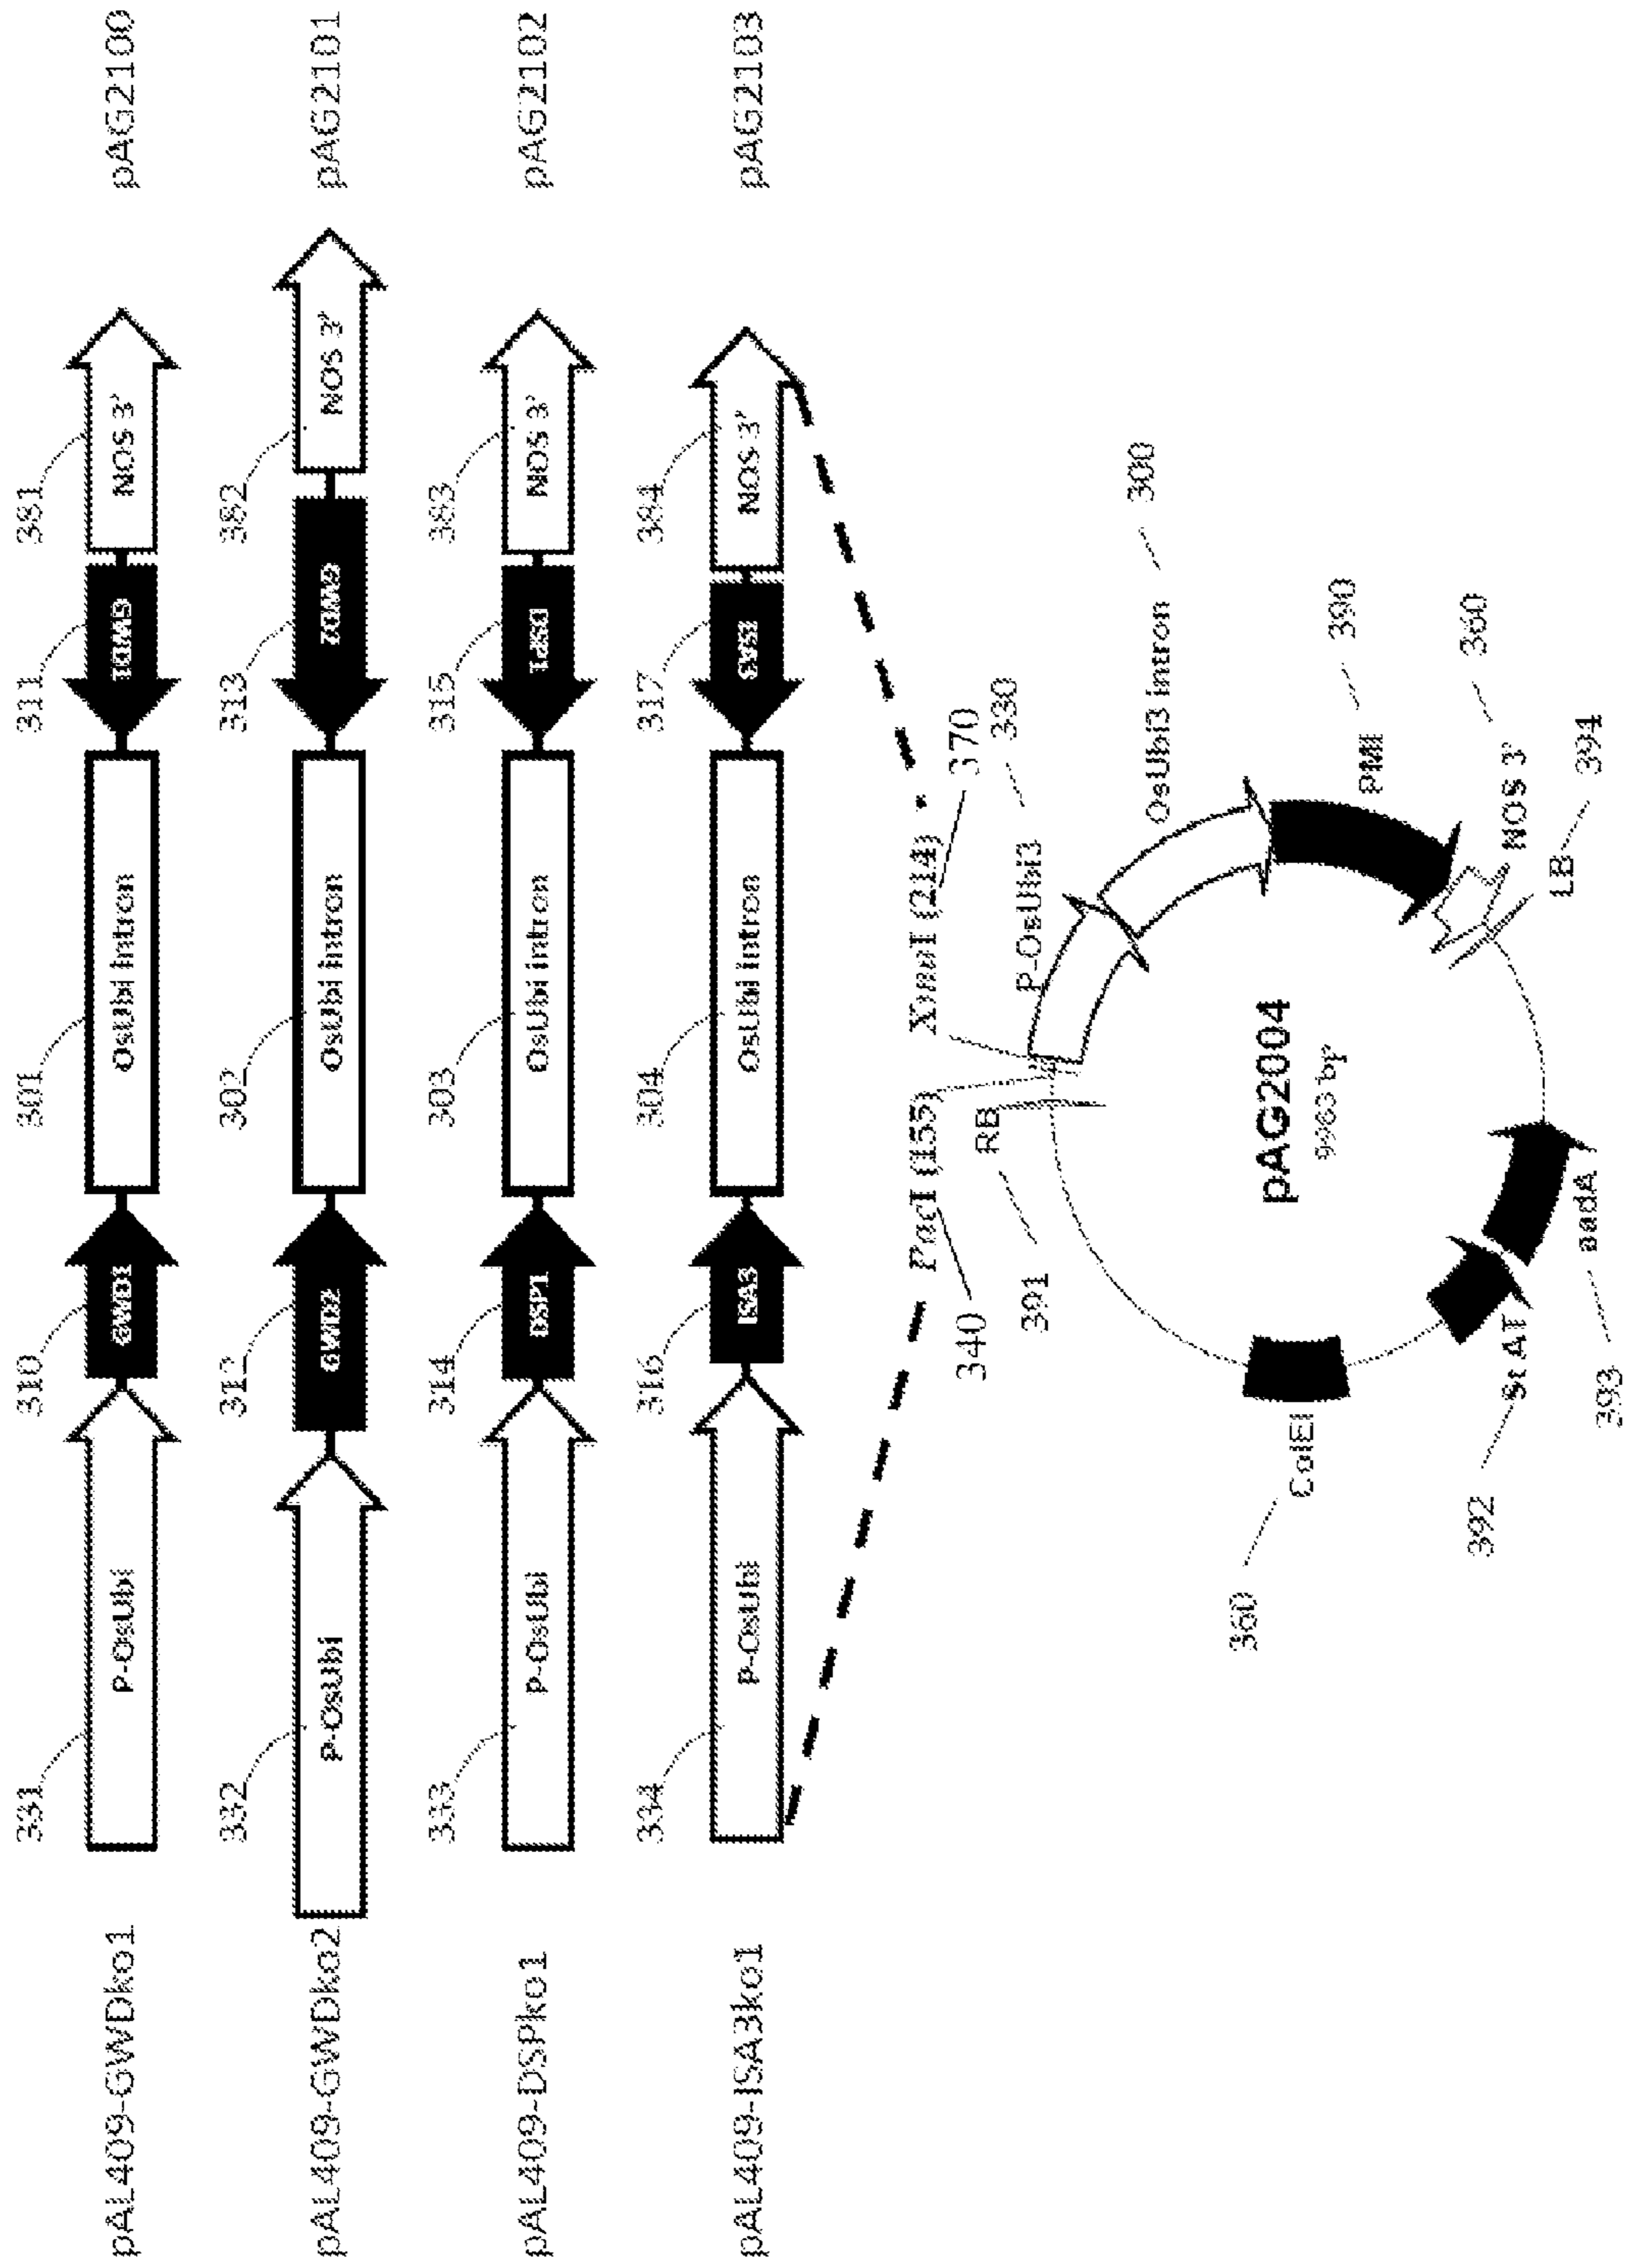 331 310 301 311 381
pAL409-GWDko1 P-OsUbi GWD1 OsUbi intron GWD1 NOS 3' pAG2100
332 312 302 313 382
pAL409-GWDko2 P-OsUbi GWD2 OsUbi intron GWD2 NOS 3' pAG2101
333 314 303 315 383
pAL409-DSPko1 P-OsUbi DSP1 OsUbi intron DSP1 NOS 3' pAG2102
334 316 304 317 384
pAL409-ISA3ko1 P-OsUbi ISA3 OsUbi intron ISA3 NOS 3' pAG2103
PacI (155) XmaI (214)
340 370
391 RB P-OsUbi3 330
OsUbi3 intron 300
360 ColEI
pAG2004
9963 bp
PMI 390
392 St AT
NOS 3' 360
LB 394
393 aadA